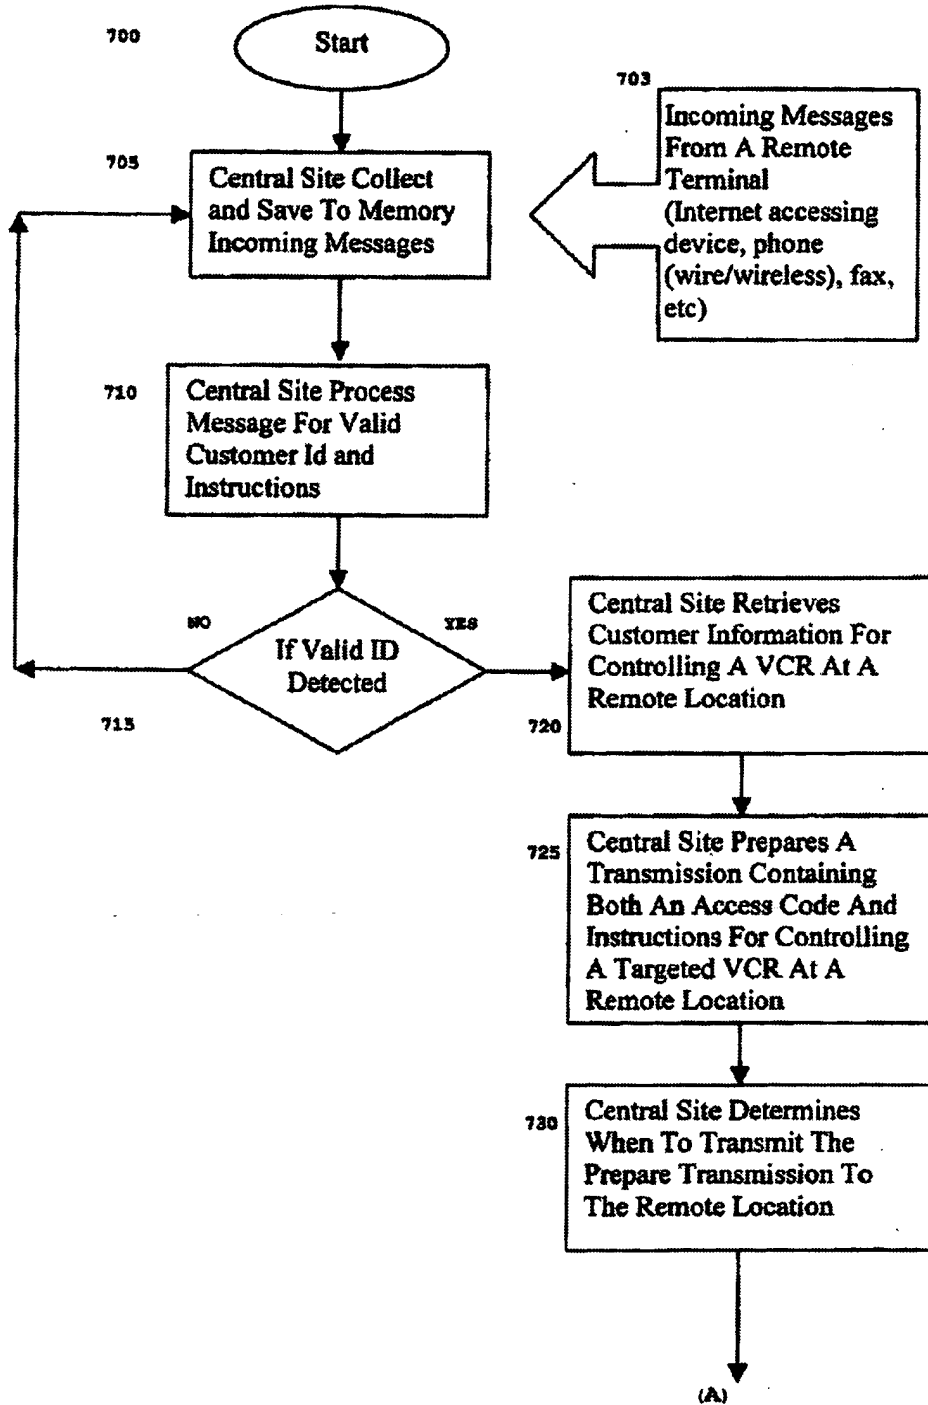 700
Start
703
Incoming Messages
From A Remote
Terminal
(Internet accessing
device, phone
(wire/wireless), fax,
etc)
705
Central Site Collect
and Save To Memory
Incoming Messages
710
Central Site Process
Message For Valid
Customer Id and
Instructions
NO
YES
If Valid ID
Detected
715
Central Site Retrieves
Customer Information For
Controlling A VCR At A
Remote Location
720
725
Central Site Prepares A
Transmission Containing
Both An Access Code And
Instructions For Controlling
A Targeted VCR At A
Remote Location
730
Central Site Determines
When To Transmit The
Prepare Transmission To
The Remote Location
(A)